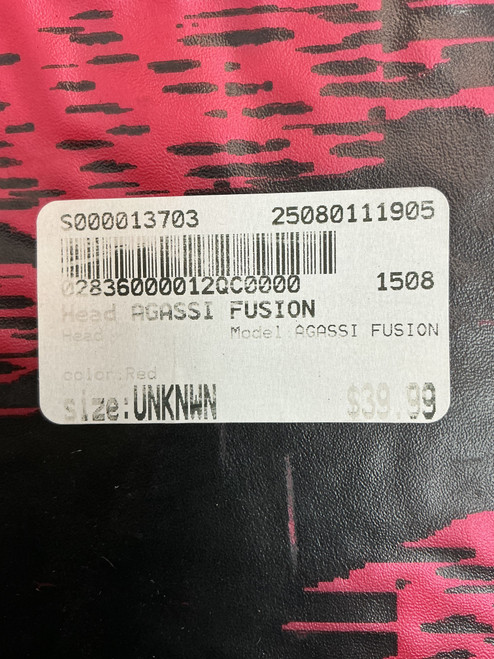 S000013703 25080111905
02836000012QC0000 1508
Head AGASSI FUSION
Head Model AGASSI FUSION
color:Red
size:UNKNWN $39.99